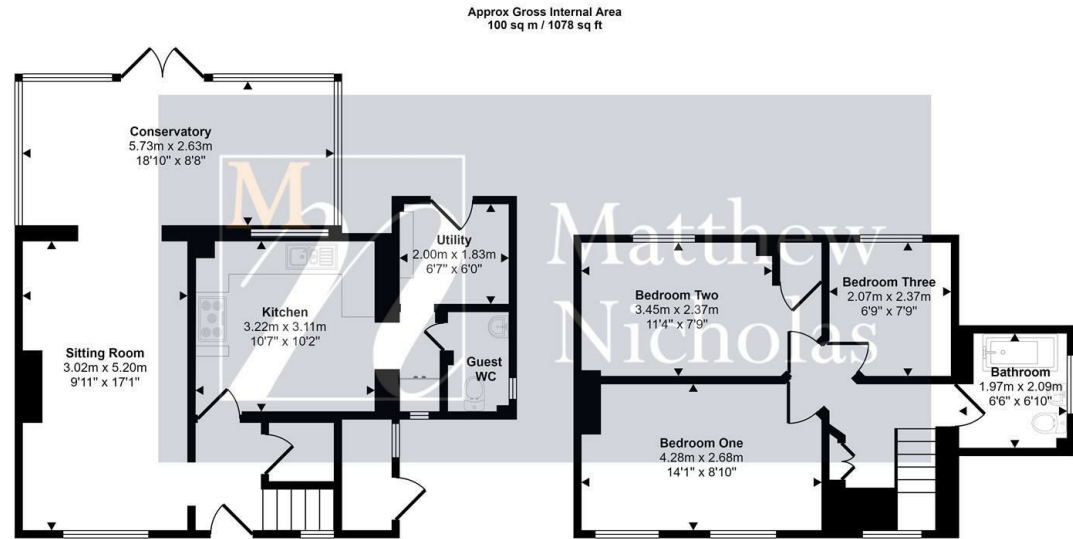 Approx Gross Internal Area
100 sq m / 1078 sq ft
Conservatory
5.73m x 2.63m
18'10" x 8'8"
M
n
Matthew
Nicholas
Utility
2.00m x 1.83m
6'7" x 6'0"
Kitchen
3.22m x 3.11m
10'7" x 10'2"
Sitting Room
3.02m x 5.20m
9'11" x 17'1"
Guest
WC
Bedroom Two
3.45m x 2.37m
11'4" x 7'9"
Bedroom Three
2.07m x 2.37m
6'9" x 7'9"
Bathroom
1.97m x 2.09m
6'6" x 6'10"
Bedroom One
4.28m x 2.68m
14'1" x 8'10"